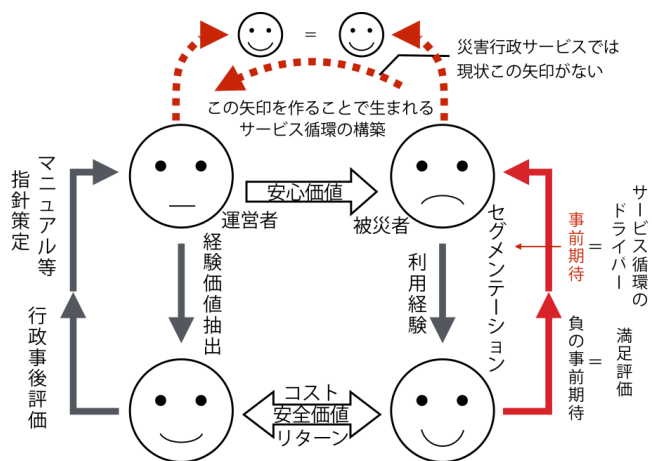 =
災害行政サービスでは
現状この矢印がない
この矢印を作ることで生まれる
サービス循環の構築
マニュアル等
指針策定
運営者
安心価値
被災者
サービス循環の
ドライバー
=
事前期待
セグメンテーション
経験価値抽出
利用経験
行政事後評価
満足評価
=
負の事前期待
コスト
安全価値
リターン